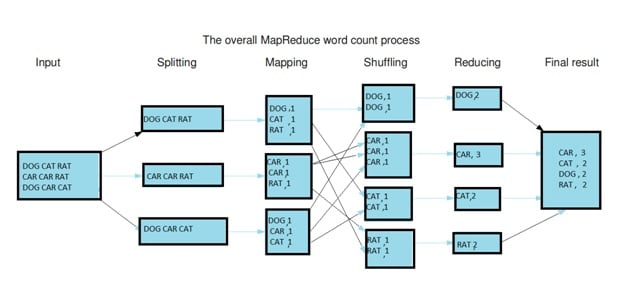 The overall MapReduce word count process
Input
Splitting
Mapping
Shuffling
Reducing
Final result
DOG CAT RAT
CAR CAR RAT
DOG CAR CAT
DOG CAT RAT
CAR CAR RAT
DOG CAR CAT
DOG ,1
CAT ,1
RAT ,1
CAR ,1
CAR ,1
RAT ,1
DOG ,1
CAR ,1
CAT ,1
DOG ,1
DOG ,1
CAR ,1
CAR ,1
CAR ,1
CAT ,1
CAT ,1
RAT ,1
RAT ,1
DOG,2
CAR, 3
CAT,2
RAT,2
CAR, 3
CAT , 2
DOG, 2
RAT, 2